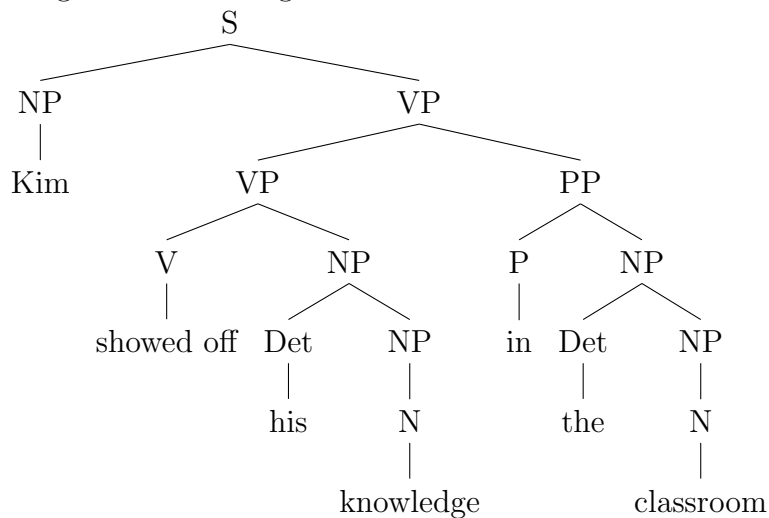 S
NP VP
Kim VP PP
V NP P NP
showed off Det NP in Det NP
his N the N
knowledge classroom